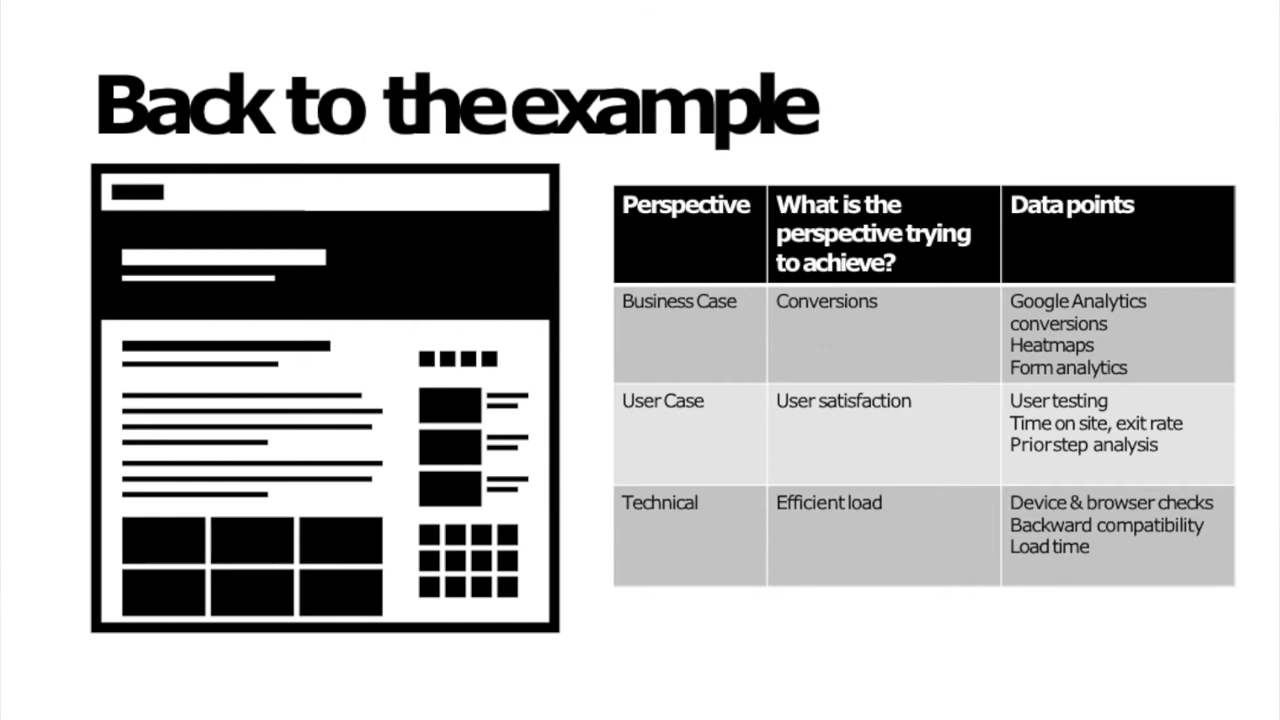 Back to the example
Perspective
What is the
perspective trying
to achieve?
Data points
Business Case
Conversions
Google Analytics
conversions
Heatmaps
Form analytics
User Case
User satisfaction
User testing
Time on site, exit rate
Prior step analysis
Technical
Efficient load
Device & browser checks
Backward compatibility
Load time